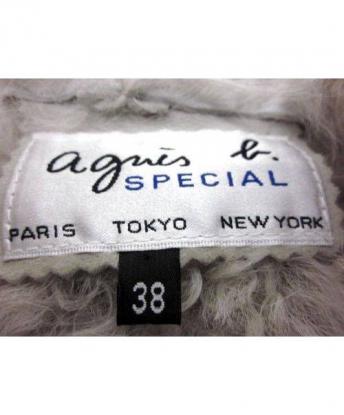 agnès b.
SPECIAL
PARIS TOKYO NEW YORK
38